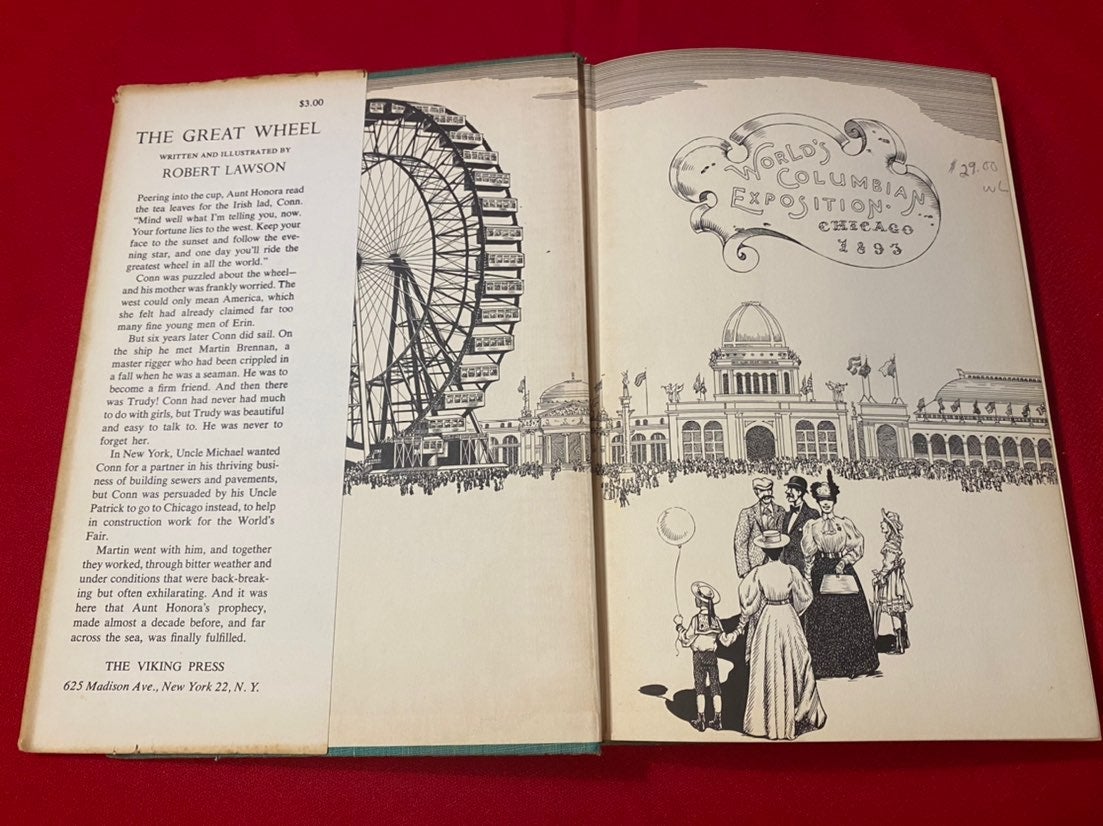 $3.00
THE GREAT WHEEL
WRITTEN AND ILLUSTRATED BY
ROBERT LAWSON
Peering into the cup, Aunt Honora read
the tea leaves for the Irish lad, Conn.
"Mind well what I'm telling you, now.
Your fortune lies to the west. Keep your
face to the sunset and follow the eve-
ning star, and one day you'll ride the
greatest wheel in all the world."
Conn was puzzled about the wheel—
and his mother was frankly worried. The
west could only mean America, which
she felt had already claimed far too
many fine young men of Erin.
But six years later Conn did sail. On
the ship he met Martin Brennan, a
master rigger who had been crippled in
a fall when he was a seaman. He was to
become a firm friend. And then there
was Trudy! Conn had never had much
to do with girls, but Trudy was beautiful
and easy to talk to. He was never to
forget her.
In New York, Uncle Michael wanted
Conn for a partner in his thriving busi-
ness of building sewers and pavements,
but Conn was persuaded by his Uncle
Patrick to go to Chicago instead, to help
in construction work for the World's
Fair.
Martin went with him, and together
they worked, through bitter weather and
under conditions that were back-break-
ing but often exhilarating. And it was
here that Aunt Honora's prophecy,
made almost a decade before, and far
across the sea, was finally fulfilled.
THE VIKING PRESS
625 Madison Ave., New York 22, N. Y.
WORLD'S
COLUMBIAN
EXPOSITION·
CHICAGO
1893
$29.00
WL